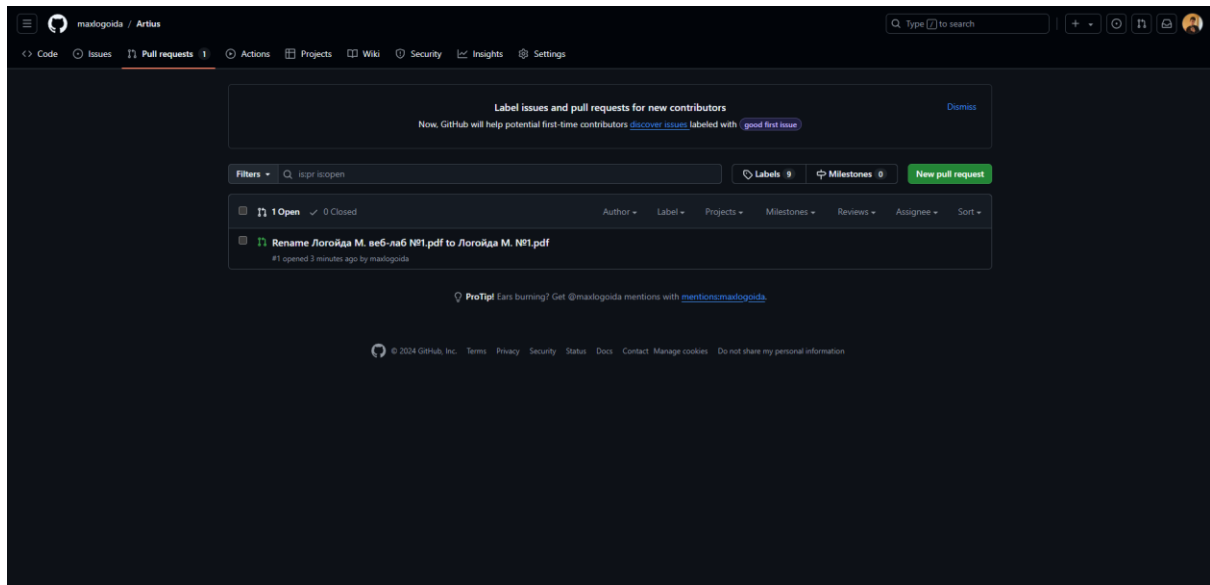 maxlogoida / Artius
Type / to search
Code Issues Pull requests 1 Actions Projects Wiki Security Insights Settings
Label issues and pull requests for new contributors
Dismiss
Now, GitHub will help potential first-time contributors discover issues labeled with good first issue
Filters is:pr is:open Labels 9 Milestones 0 New pull request
1 Open 0 Closed Author Label Projects Milestones Reviews Assignee Sort
Rename Логойда М. веб-лаб №1.pdf to Логойда М. №1.pdf
#1 opened 3 minutes ago by maxlogoida
ProTip! Ears burning? Get @maxlogoida mentions with mentions:maxlogoida.
© 2024 GitHub, Inc. Terms Privacy Security Status Docs Contact Manage cookies Do not share my personal information